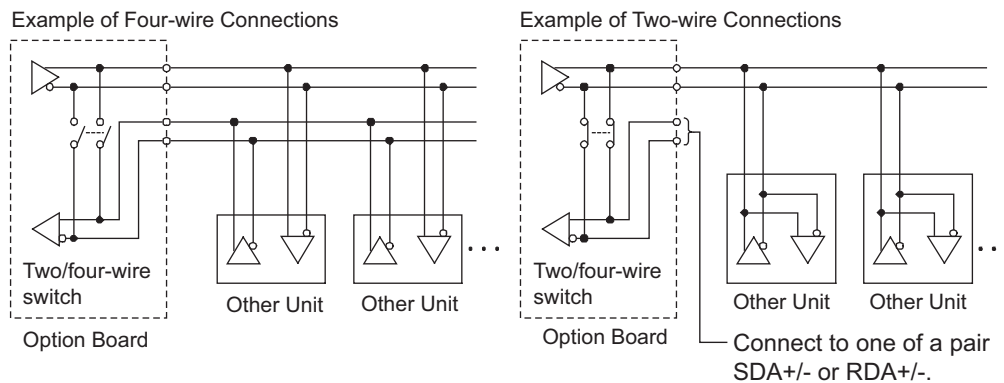 Example of Four-wire Connections
Two/four-wire
switch
Option Board
Other Unit
Other Unit
Example of Two-wire Connections
Two/four-wire
switch
Option Board
Other Unit
Other Unit
Connect to one of a pair
SDA+/- or RDA+/-.